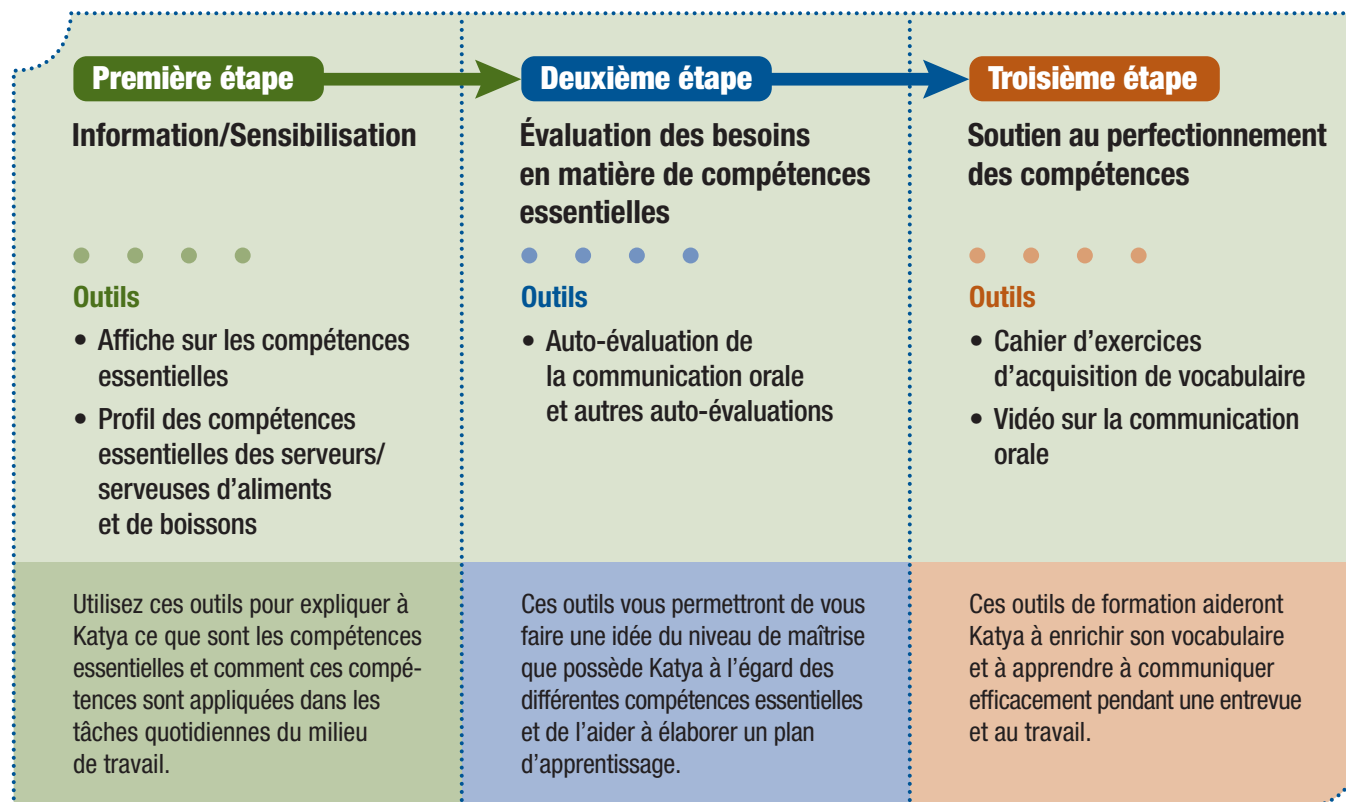 Première étape
Information/Sensibilisation
Outils
• Affiche sur les compétences
essentielles
• Profil des compétences
essentielles des serveurs/
serveuses d'aliments
et de boissons
Utilisez ces outils pour expliquer à
Katya ce que sont les compétences
essentielles et comment ces compé-
tences sont appliquées dans les
tâches quotidiennes du milieu
de travail.
Deuxième étape
Évaluation des besoins
en matière de compétences
essentielles
Outils
• Auto-évaluation de
la communication orale
et autres auto-évaluations
Ces outils vous permettront de vous
faire une idée du niveau de maîtrise
que possède Katya à l'égard des
différentes compétences essentielles
et de l'aider à élaborer un plan
d'apprentissage.
Troisième étape
Soutien au perfectionnement
des compétences
Outils
• Cahier d'exercices
d'acquisition de vocabulaire
• Vidéo sur la communication
orale
Ces outils de formation aideront
Katya à enrichir son vocabulaire
et à apprendre à communiquer
efficacement pendant une entrevue
et au travail.